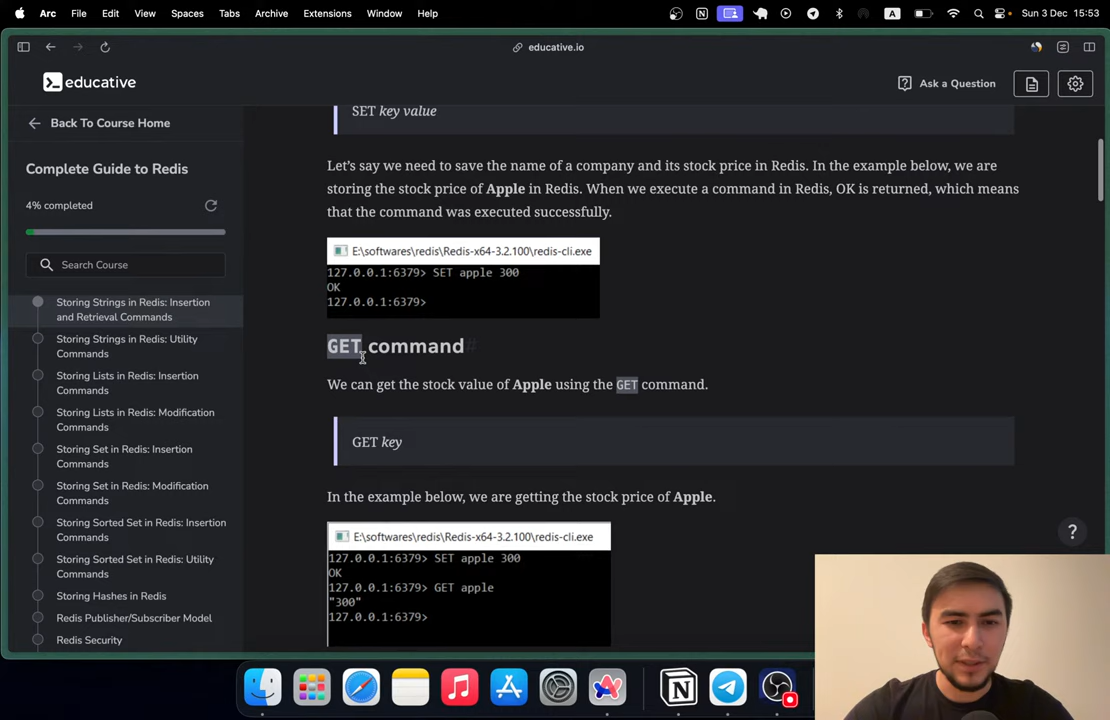 Arc File Edit View Spaces Tabs Archive Extensions Window Help A Sun 3 Dec 15:53
educative.io
educative
Ask a Question
Back To Course Home
Complete Guide to Redis
4% completed
Search Course
Storing Strings in Redis: Insertion
and Retrieval Commands
Storing Strings in Redis: Utility
Commands
Storing Lists in Redis: Insertion
Commands
Storing Lists in Redis: Modification
Commands
Storing Set in Redis: Insertion
Commands
Storing Set in Redis: Modification
Commands
Storing Sorted Set in Redis: Insertion
Commands
Storing Sorted Set in Redis: Utility
Commands
Storing Hashes in Redis
Redis Publisher/Subscriber Model
Redis Security
SET key value
Let’s say we need to save the name of a company and its stock price in Redis. In the example below, we are
storing the stock price of Apple in Redis. When we execute a command in Redis, OK is returned, which means
that the command was executed successfully.
E:\softwares\redis\Redis-x64-3.2.100\redis-cli.exe
127.0.0.1:6379> SET apple 300
OK
127.0.0.1:6379>
GET command #
We can get the stock value of Apple using the GET command.
GET key
In the example below, we are getting the stock price of Apple.
E:\softwares\redis\Redis-x64-3.2.100\redis-cli.exe
127.0.0.1:6379> SET apple 300
OK
127.0.0.1:6379> GET apple
"300"
127.0.0.1:6379>
?